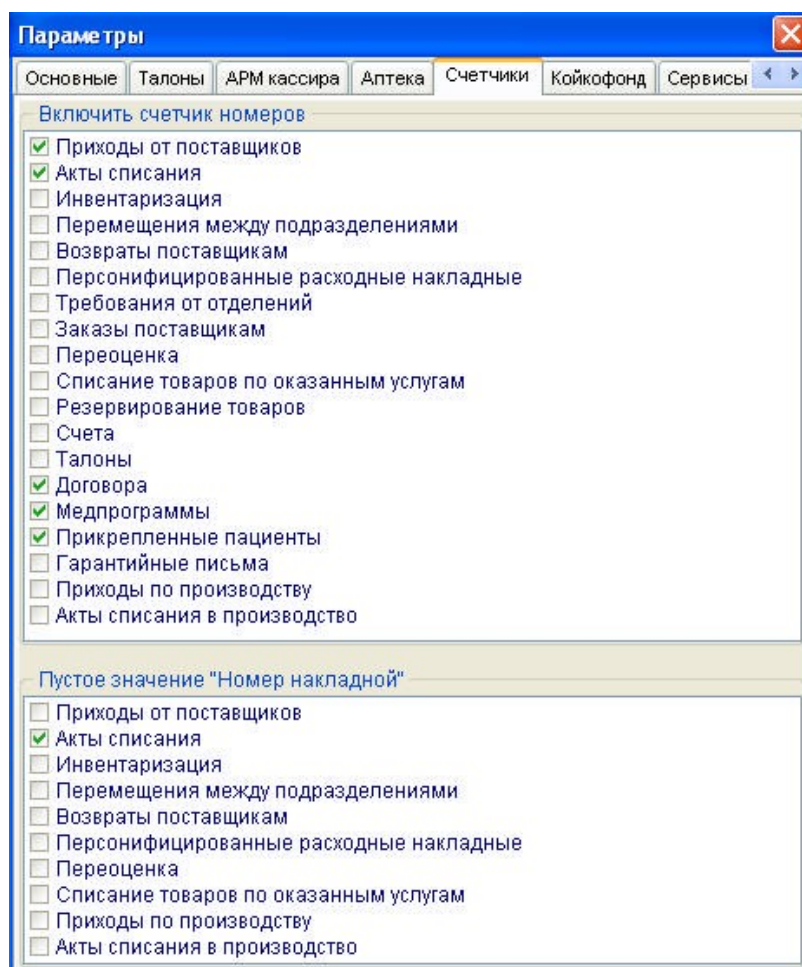 Параметры
Основные Талоны АРМ кассира Аптека Счетчики Койкофонд Сервисы
Включить счетчик номеров
Приходы от поставщиков
Акты списания
Инвентаризация
Перемещения между подразделениями
Возвраты поставщикам
Персонифицированные расходные накладные
Требования от отделений
Заказы поставщикам
Переоценка
Списание товаров по оказанным услугам
Резервирование товаров
Счета
Талоны
Договора
Медпрограммы
Прикрепленные пациенты
Гарантийные письма
Приходы по производству
Акты списания в производство
Пустое значение "Номер накладной"
Приходы от поставщиков
Акты списания
Инвентаризация
Перемещения между подразделениями
Возвраты поставщикам
Персонифицированные расходные накладные
Переоценка
Списание товаров по оказанным услугам
Приходы по производству
Акты списания в производство